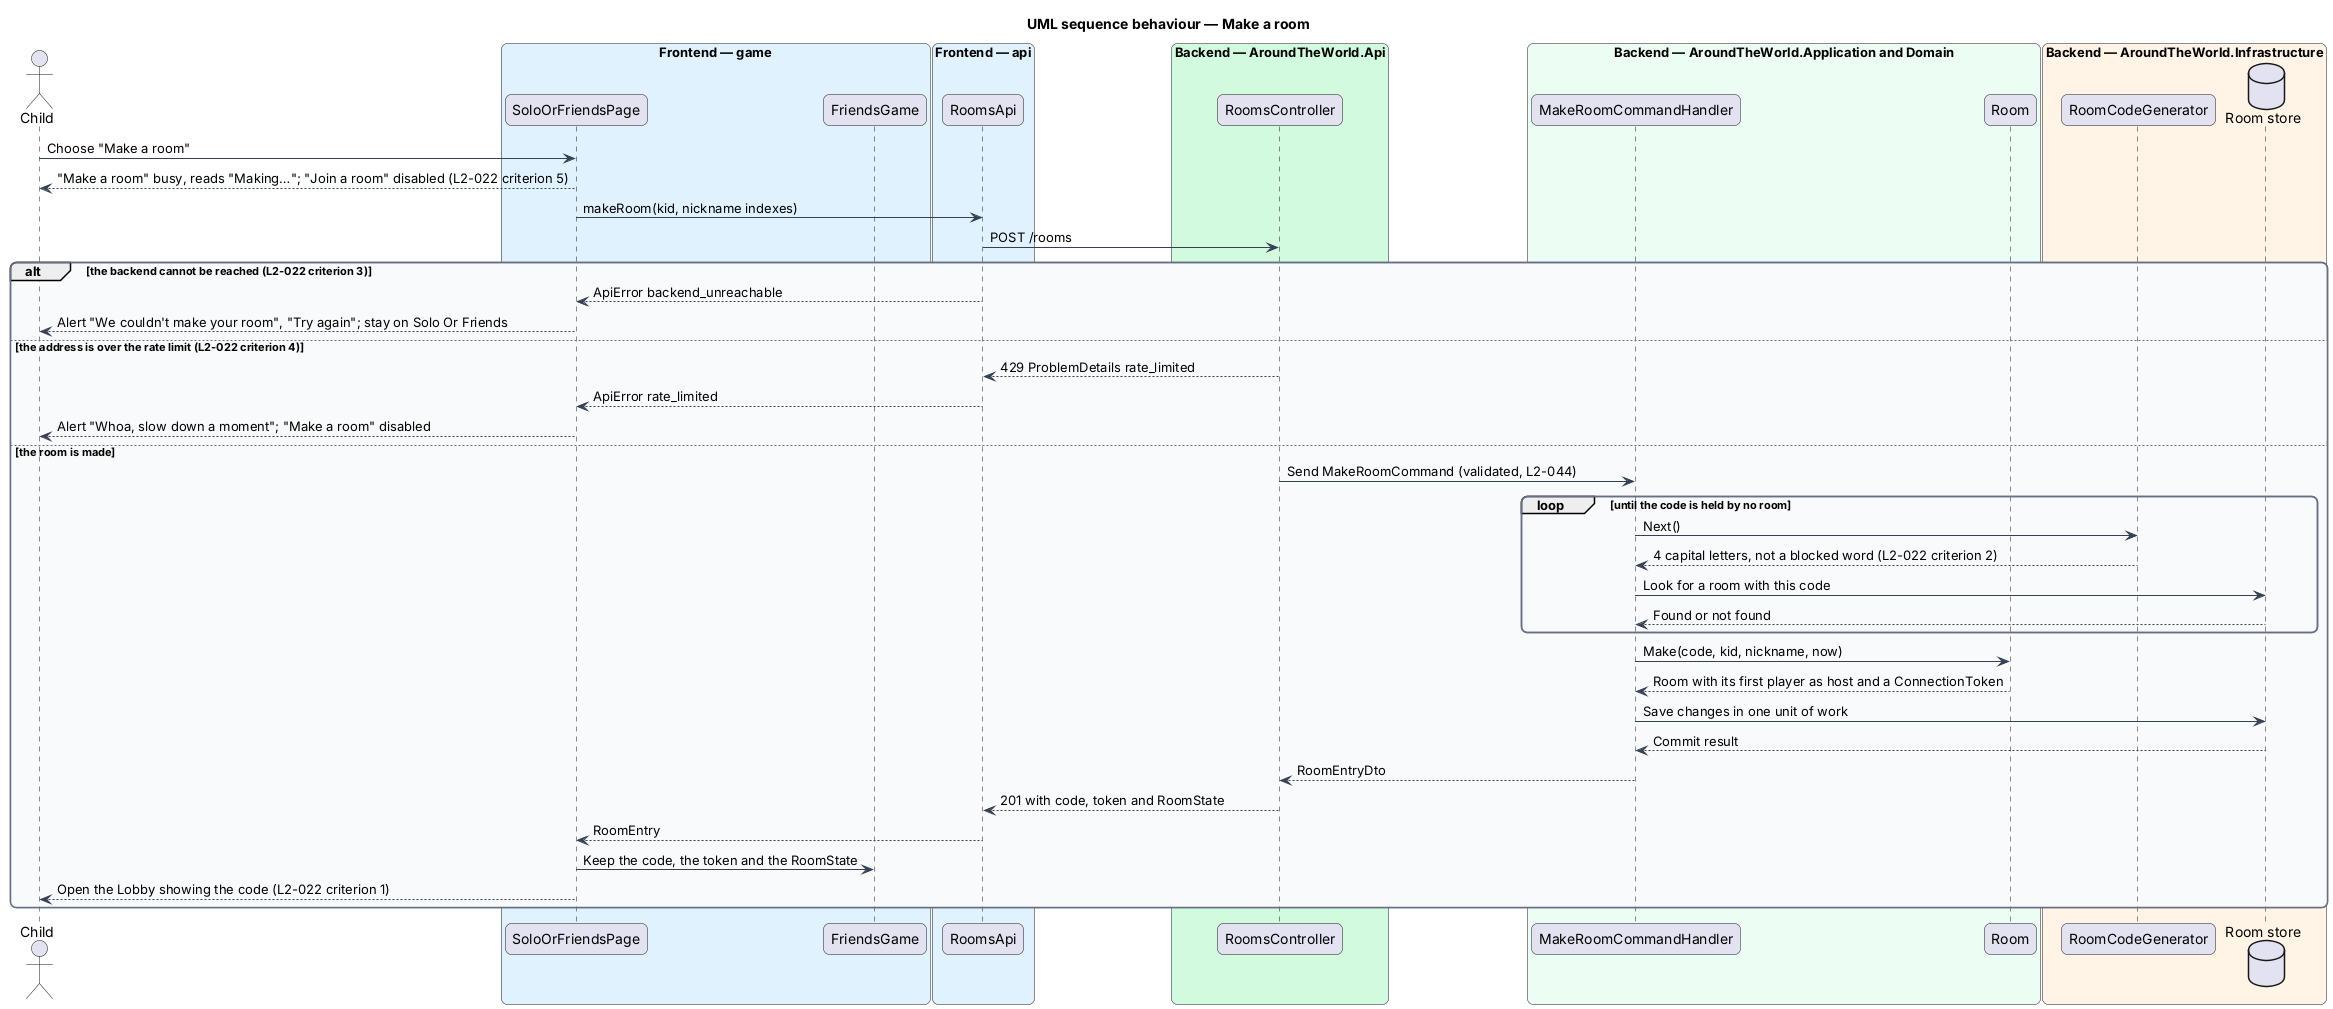 UML sequence behaviour — Make a room
Frontend — game
Frontend — api
Backend — AroundTheWorld.Api
Backend — AroundTheWorld.Application and Domain
Backend — AroundTheWorld.Infrastructure
Child
SoloOrFriendsPage
FriendsGame
RoomsApi
RoomsController
MakeRoomCommandHandler
Room
RoomCodeGenerator
Room store
Choose "Make a room"
"Make a room" busy, reads "Making…"; "Join a room" disabled (L2-022 criterion 5)
makeRoom(kid, nickname indexes)
POST /rooms
alt
[the backend cannot be reached (L2-022 criterion 3)]
ApiError backend_unreachable
Alert "We couldn't make your room", "Try again"; stay on Solo Or Friends
[the address is over the rate limit (L2-022 criterion 4)]
429 ProblemDetails rate_limited
ApiError rate_limited
Alert "Whoa, slow down a moment"; "Make a room" disabled
[the room is made]
Send MakeRoomCommand (validated, L2-044)
loop
[until the code is held by no room]
Next()
4 capital letters, not a blocked word (L2-022 criterion 2)
Look for a room with this code
Found or not found
Make(code, kid, nickname, now)
Room with its first player as host and a ConnectionToken
Save changes in one unit of work
Commit result
RoomEntryDto
201 with code, token and RoomState
RoomEntry
Keep the code, the token and the RoomState
Open the Lobby showing the code (L2-022 criterion 1)
Child
SoloOrFriendsPage
FriendsGame
RoomsApi
RoomsController
MakeRoomCommandHandler
Room
RoomCodeGenerator
Room store